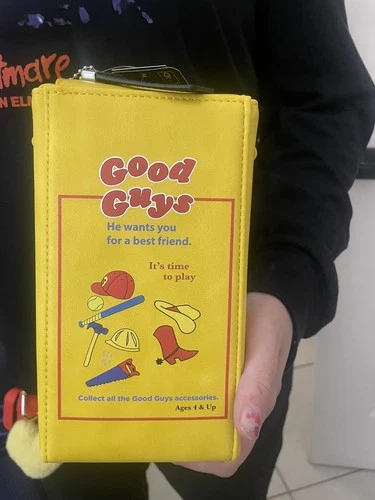 tmare
N EL
Good
Guys
He wants you
for a best friend.
It's time
to play
Collect all the Good Guys accessories.
Ages 4 & Up